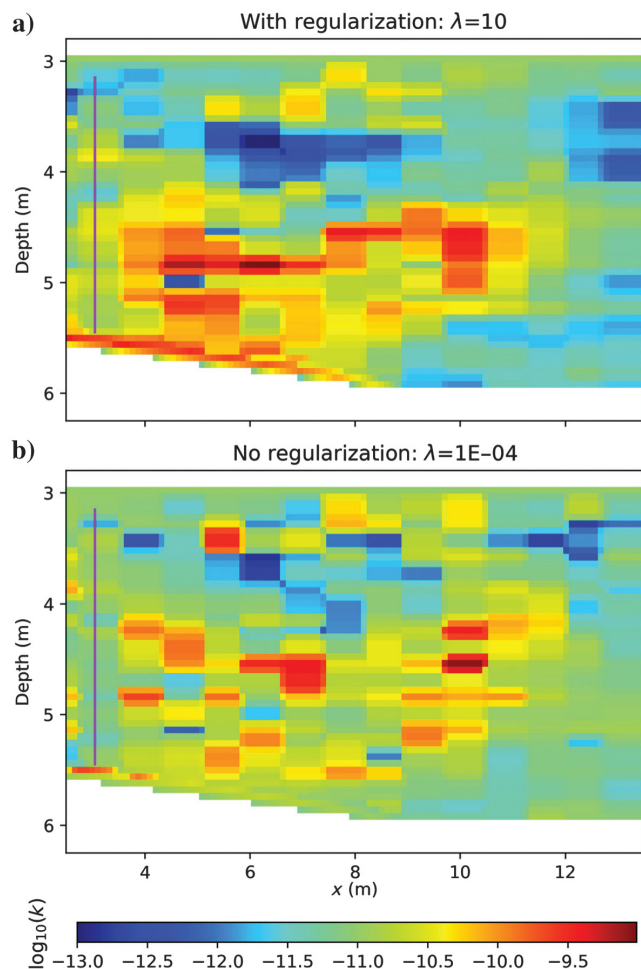 a)
With regularization: λ=10
3
4
5
6
Depth (m)
b)
No regularization: λ=1E–04
3
4
5
6
Depth (m)
4
6
8
10
12
x (m)
log₁₀(k)
−13.0
−12.5
−12.0
−11.5
−11.0
−10.5
−10.0
−9.5